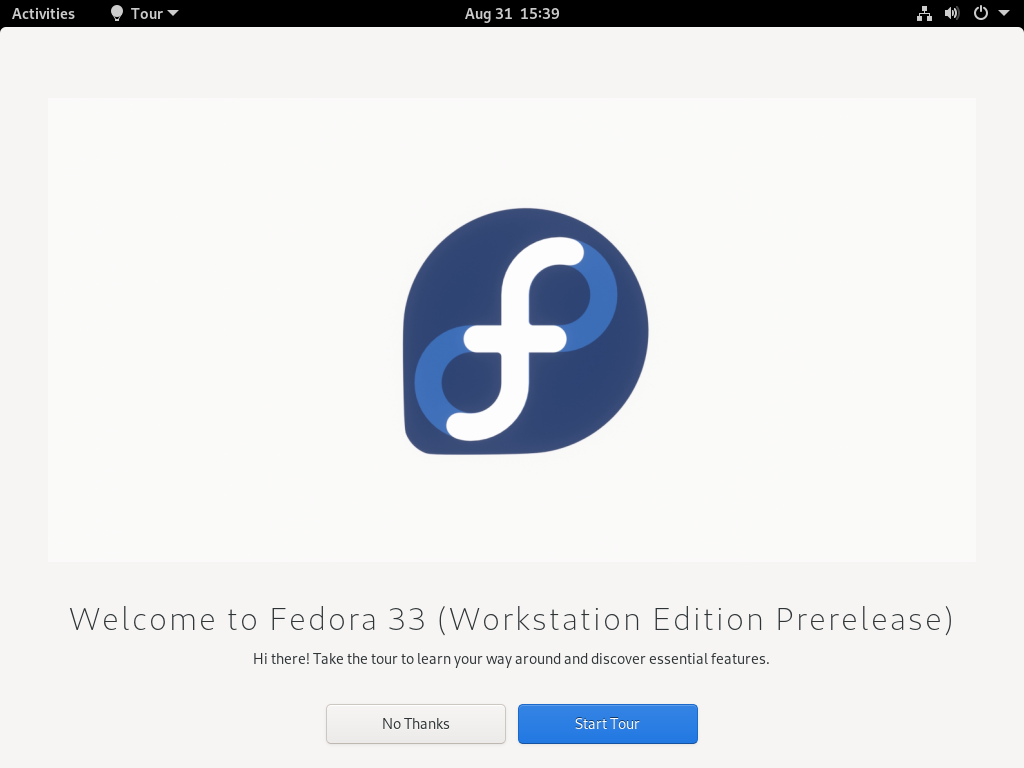 Activities Tour Aug 31 15:39
Welcome to Fedora 33 (Workstation Edition Prerelease)
Hi there! Take the tour to learn your way around and discover essential features.
No Thanks Start Tour